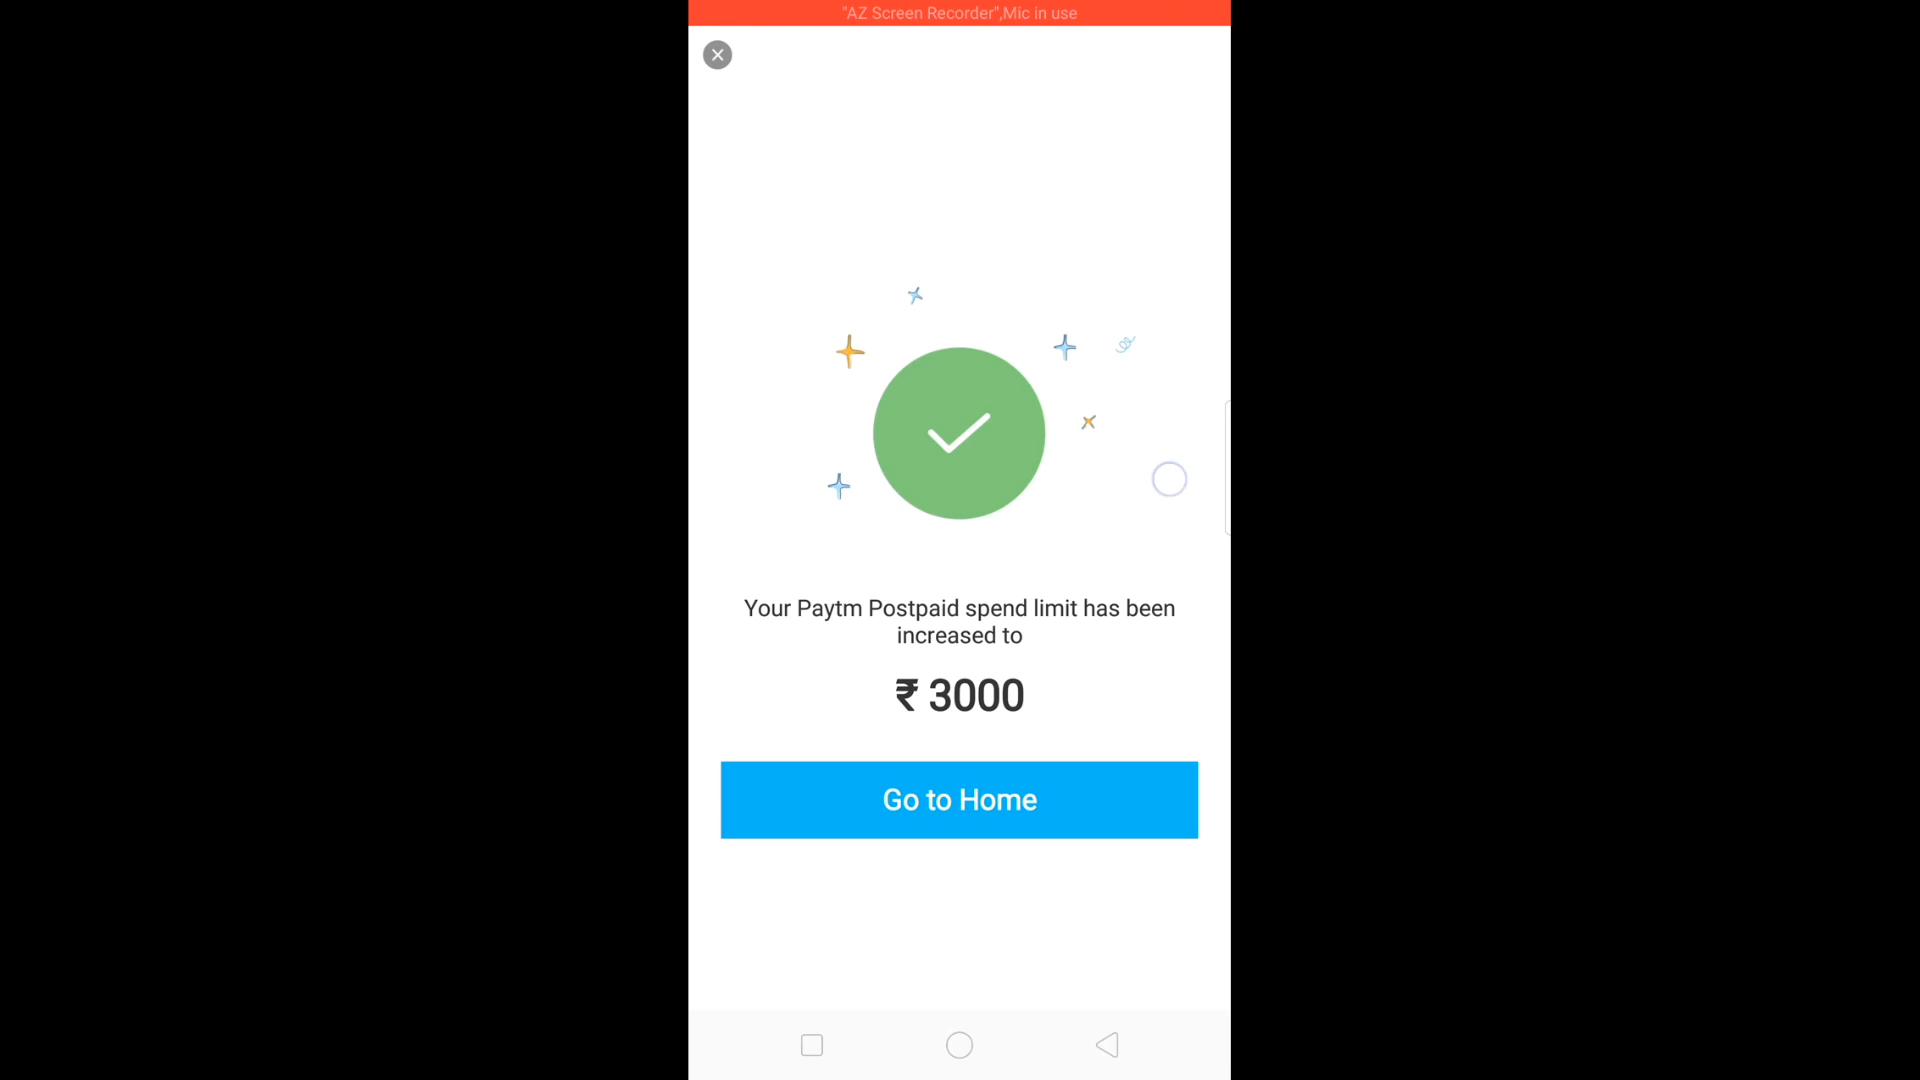 "AZ Screen Recorder",Mic in use
Your Paytm Postpaid spend limit has been
increased to
₹ 3000
Go to Home